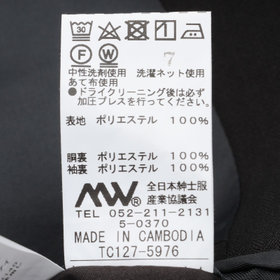 30
F W
7
中性洗剤使用 洗濯ネット使用
あて布使用
●ドライクリーニング後は必ず
加圧プレスを行ってください。
表地 ポリエステル 100%
胴裏 ポリエステル 100%
袖裏 ポリエステル 100%
MW 全日本紳士服
産業協議会
TEL 052-211-2131
5-0370
MADE IN CAMBODIA
TC127-5976